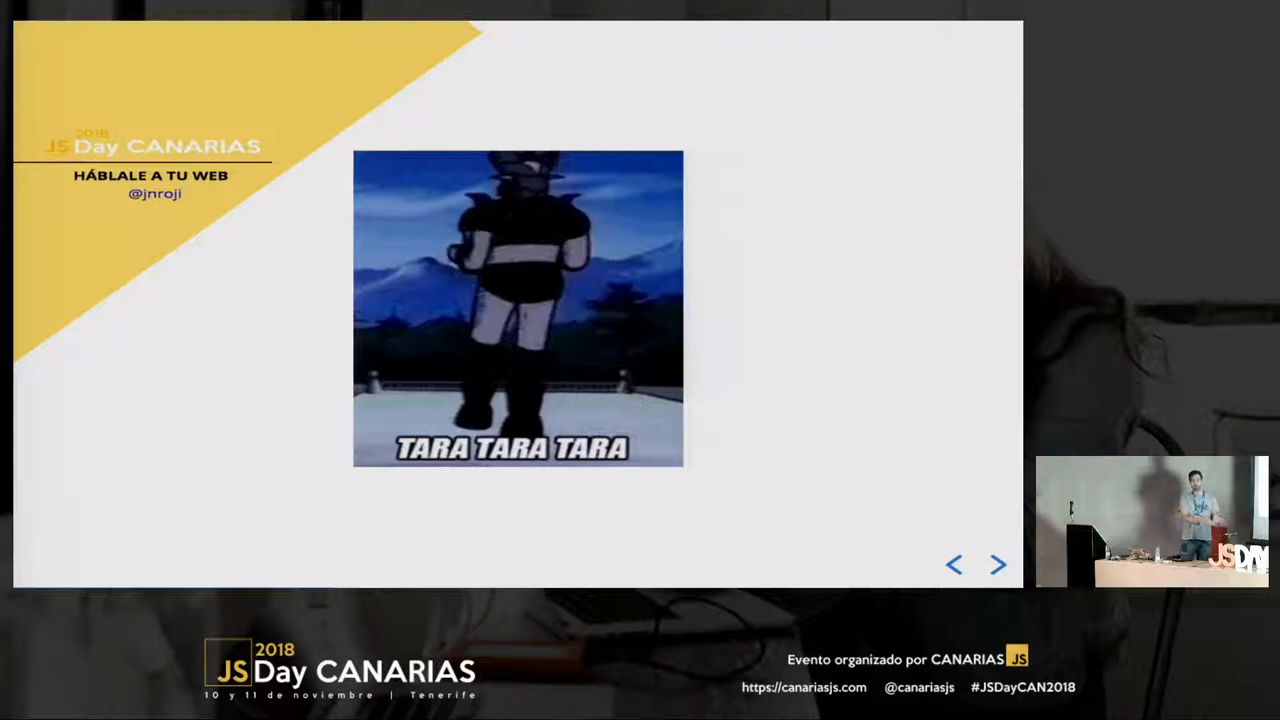 2018
JS Day CANARIAS
HÁBLALE A TU WEB
@jnroji
TARA TARA TARA
JSDAY
2018
JS Day CANARIAS
10 y 11 de noviembre | Tenerife
Evento organizado por CANARIAS JS
https://canariasjs.com @canariasjs #JSDayCAN2018